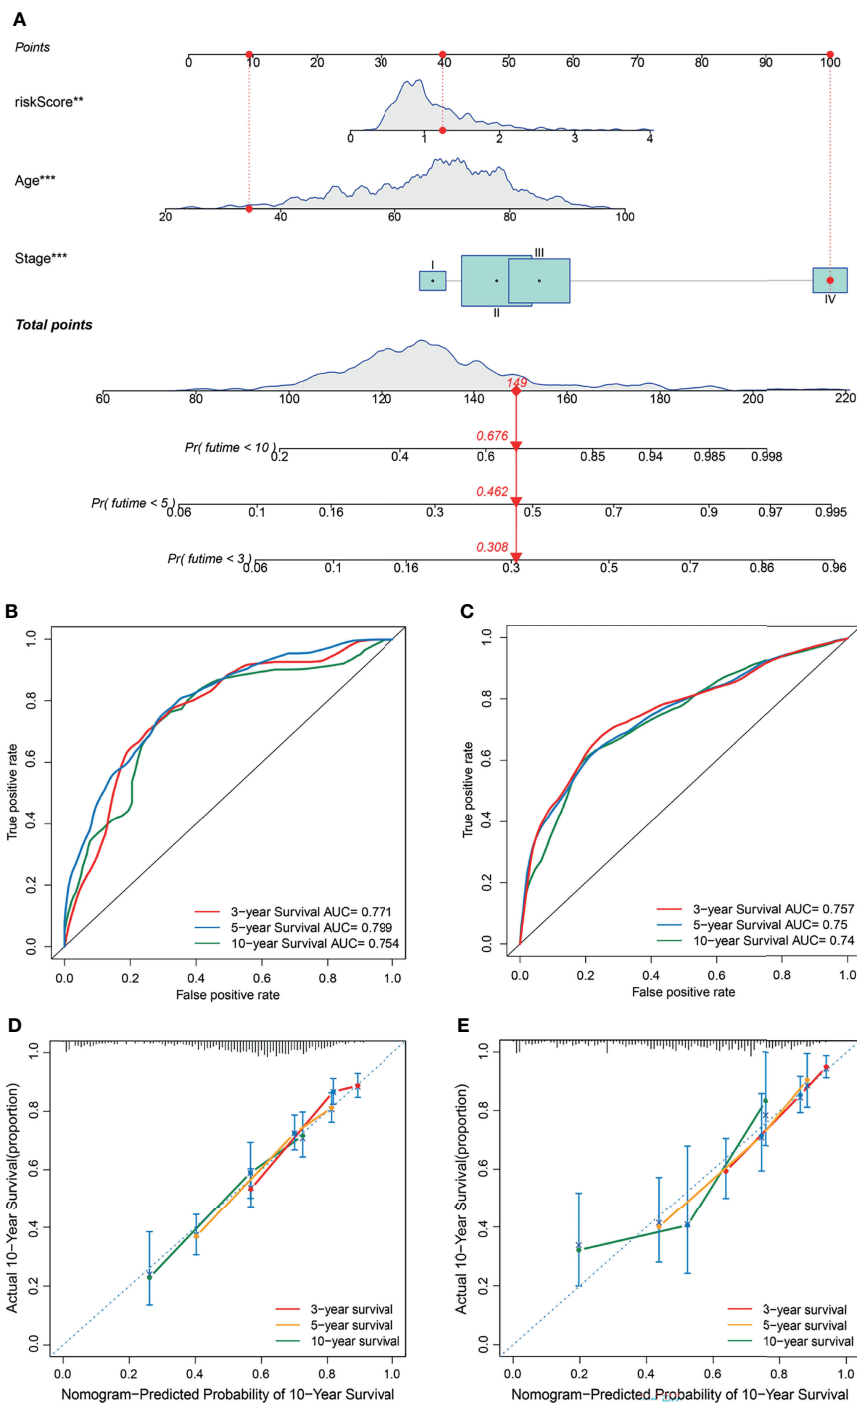 A
Points
0 10 20 30 40 50 60 70 80 90 100
riskScore**
0 1 2 3 4
Age***
20 40 60 80 100
Stage***
I
III
II
IV
Total points
149
60 80 100 120 140 160 180 200 220
0.676
Pr( futime < 10 )
0.2 0.4 0.6 0.85 0.94 0.985 0.998
0.462
Pr( futime < 5 )
0.06 0.1 0.16 0.3 0.5 0.7 0.9 0.97 0.995
0.308
Pr( futime < 3 )
0.06 0.1 0.16 0.3 0.5 0.7 0.86 0.96
B
True positive rate
1.0
0.8
0.6
0.4
0.2
0.0
3-year Survival AUC= 0.771
5-year Survival AUC= 0.799
10-year Survival AUC= 0.754
0.0 0.2 0.4 0.6 0.8 1.0
False positive rate
C
True positive rate
1.0
0.8
0.6
0.4
0.2
0.0
3-year Survival AUC= 0.757
5-year Survival AUC= 0.75
10-year Survival AUC= 0.74
0.0 0.2 0.4 0.6 0.8 1.0
False positive rate
D
Actual 10-Year Survival(proportion)
1.0
0.8
0.6
0.4
0.2
0.0
3-year survival
5-year survival
10-year survival
0.0 0.2 0.4 0.6 0.8 1.0
Nomogram-Predicted Probability of 10-Year Survival
E
Actual 10-Year Survival(proportion)
1.0
0.8
0.6
0.4
0.2
0.0
3-year survival
5-year survival
10-year survival
0.0 0.2 0.4 0.6 0.8 1.0
Nomogram-Predicted Probability of 10-Year Survival